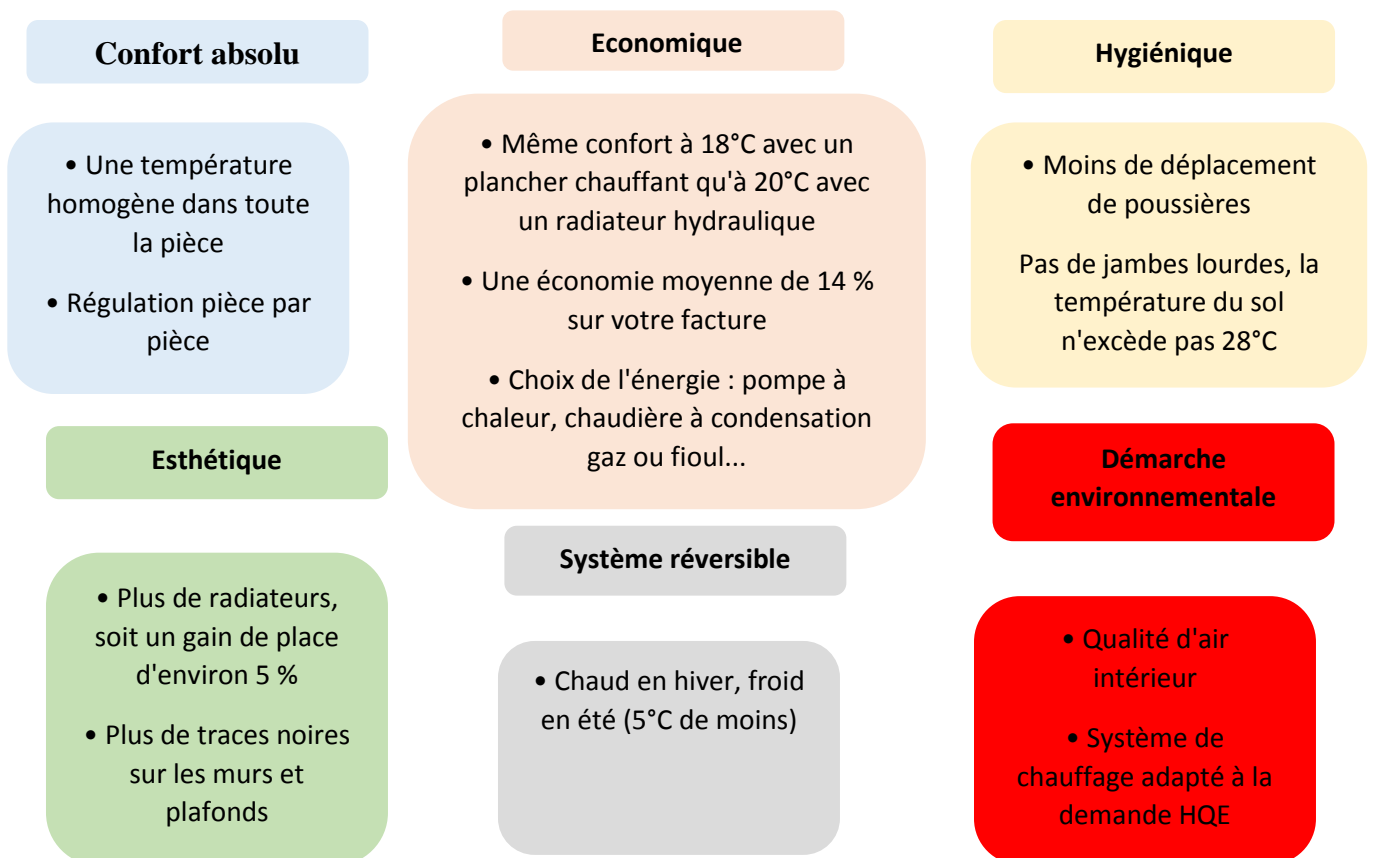 Confort absolu
• Une température
homogène dans toute
la pièce
• Régulation pièce par
pièce
Economique
• Même confort à 18°C avec un
plancher chauffant qu'à 20°C avec
un radiateur hydraulique
• Une économie moyenne de 14 %
sur votre facture
• Choix de l'énergie : pompe à
chaleur, chaudière à condensation
gaz ou fioul...
Hygiénique
• Moins de déplacement
de poussières
Pas de jambes lourdes, la
température du sol
n'excède pas 28°C
Esthétique
• Plus de radiateurs,
soit un gain de place
d'environ 5 %
• Plus de traces noires
sur les murs et
plafonds
Système réversible
• Chaud en hiver, froid
en été (5°C de moins)
Démarche
environnementale
• Qualité d'air
intérieur
• Système de
chauffage adapté à la
demande HQE